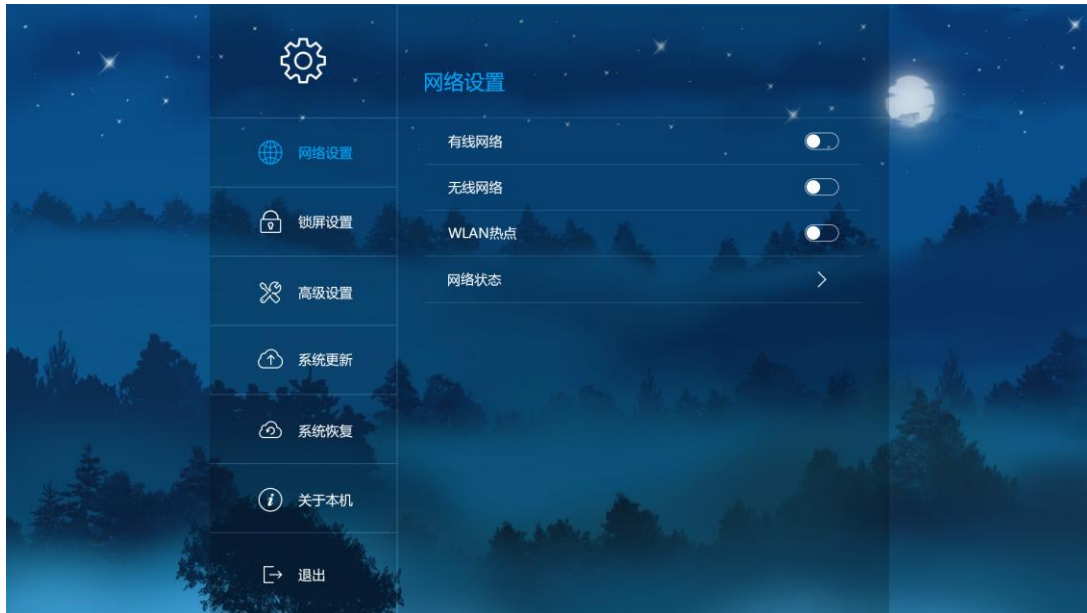 网络设置
网络设置
锁屏设置
高级设置
系统更新
系统恢复
关于本机
退出
有线网络
无线网络
WLAN热点
网络状态